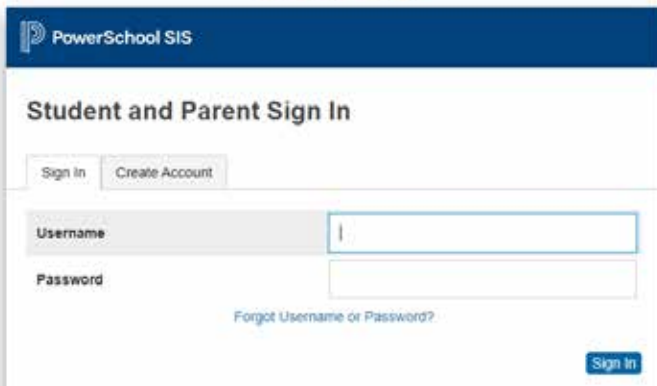 PowerSchool SIS
Student and Parent Sign In
Sign In Create Account
Username
Password
Forgot Username or Password?
Sign In